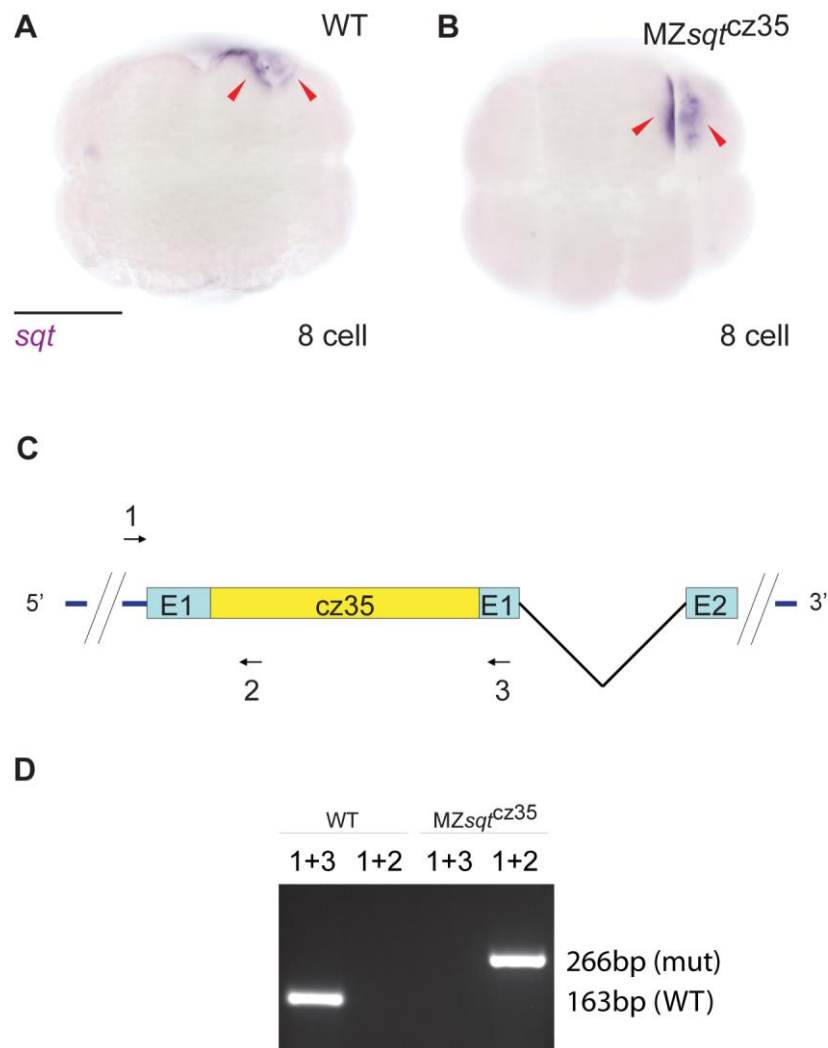 A WT
B MZsqtcz35
sqt 8 cell
8 cell
C
1
5’ E1 cz35 E1 E2 3’
2 3
D
WT MZsqtcz35
1+3 1+2 1+3 1+2
266bp (mut)
163bp (WT)